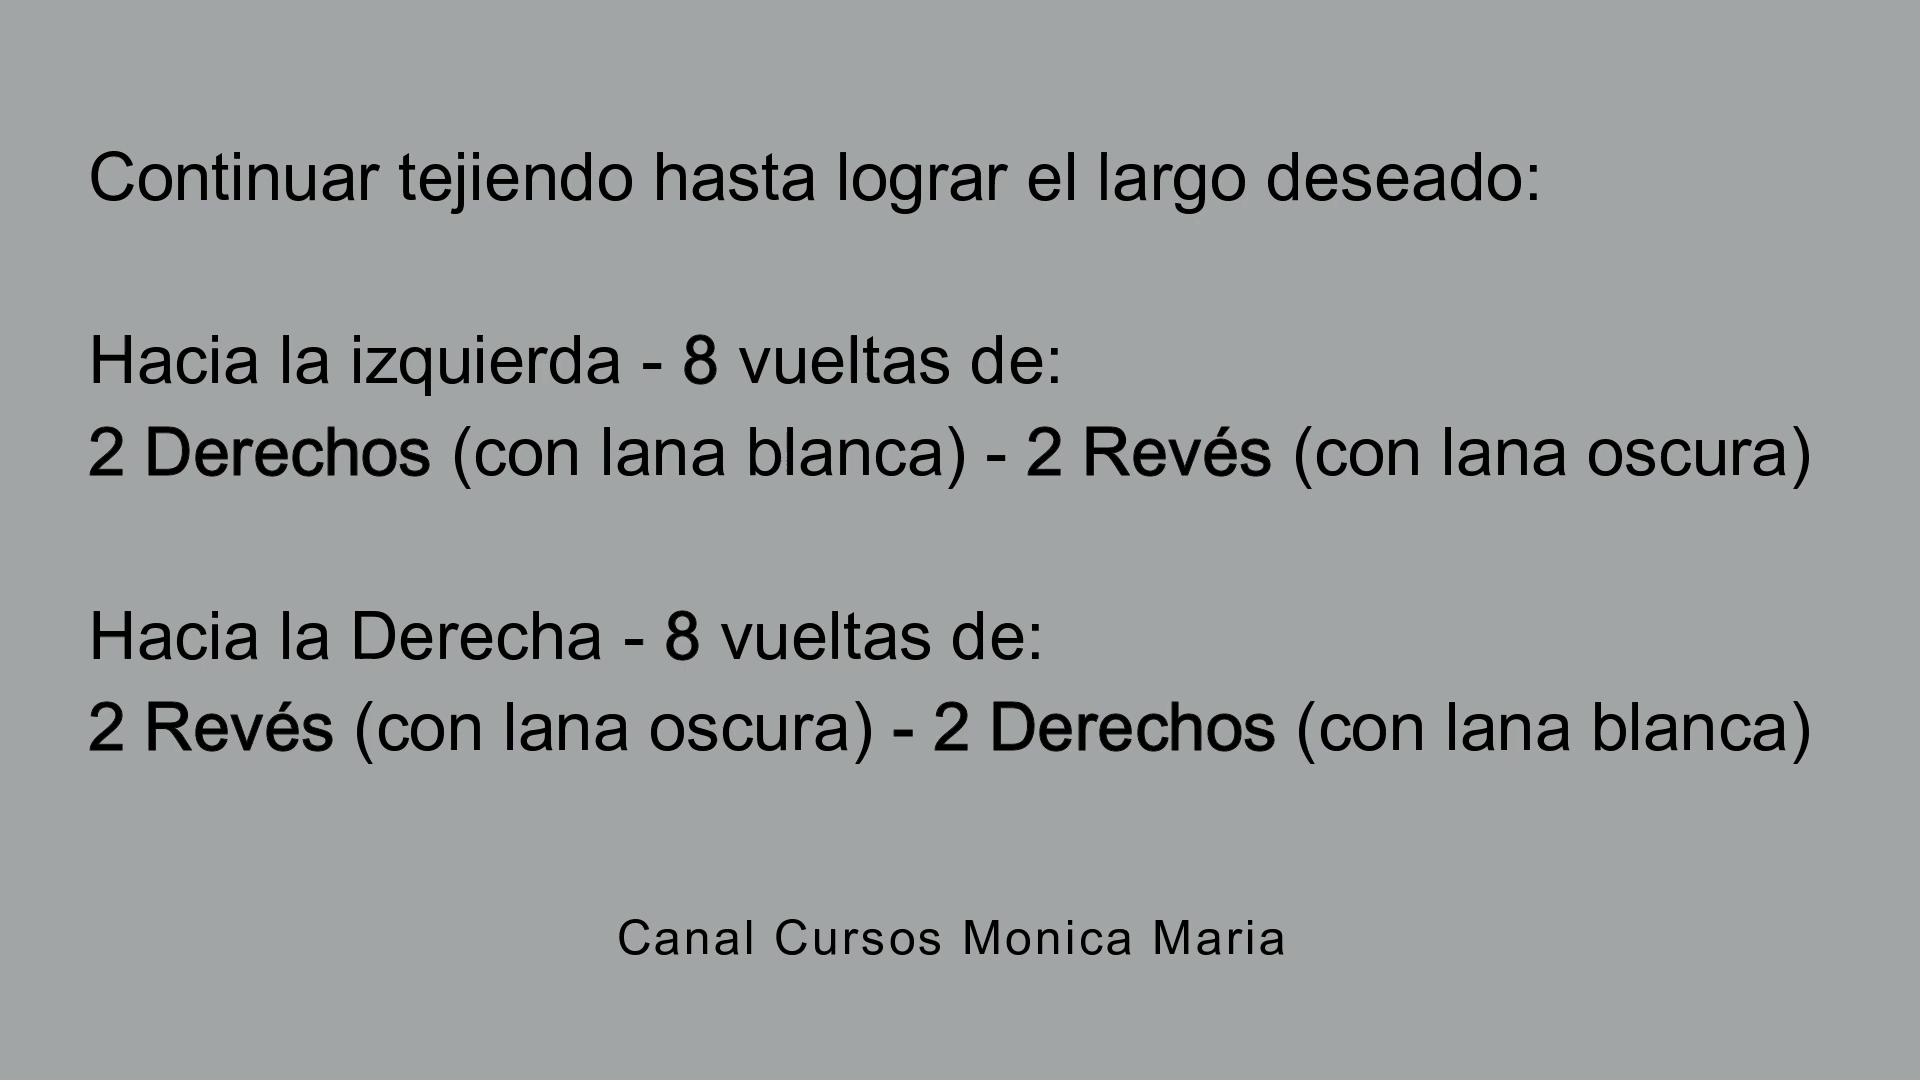 Continuar tejiendo hasta lograr el largo deseado:
Hacia la izquierda - 8 vueltas de:
2 Derechos (con lana blanca) - 2 Revés (con lana oscura)
Hacia la Derecha - 8 vueltas de:
2 Revés (con lana oscura) - 2 Derechos (con lana blanca)
Canal Cursos Monica Maria